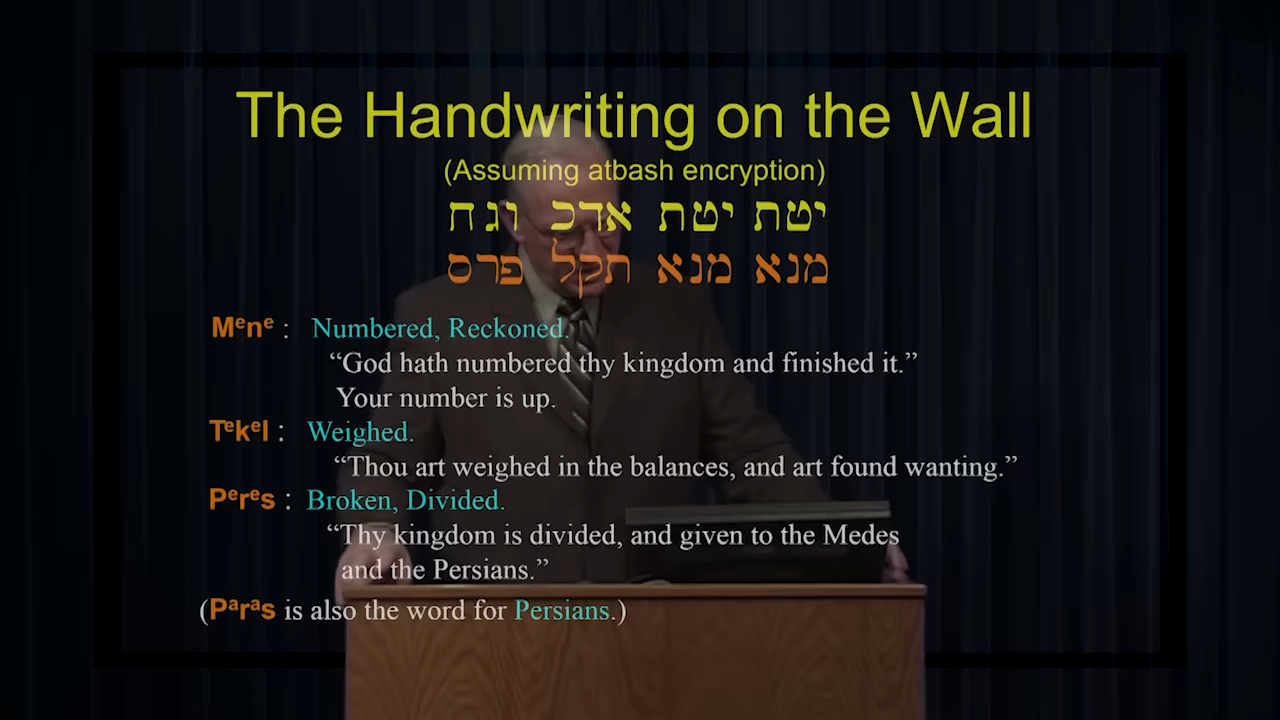 The Handwriting on the Wall
(Assuming atbash encryption)
יטת יטת אדכ וגח
מנא מנא תקל פרס
Mᵉnᵉ : Numbered, Reckoned.
“God hath numbered thy kingdom and finished it.”
Your number is up.
Tᵉkᵉl : Weighed.
“Thou art weighed in the balances, and art found wanting.”
Pᵉrᵉs : Broken, Divided.
“Thy kingdom is divided, and given to the Medes
and the Persians.”
(Pᵃrᵃs is also the word for Persians.)